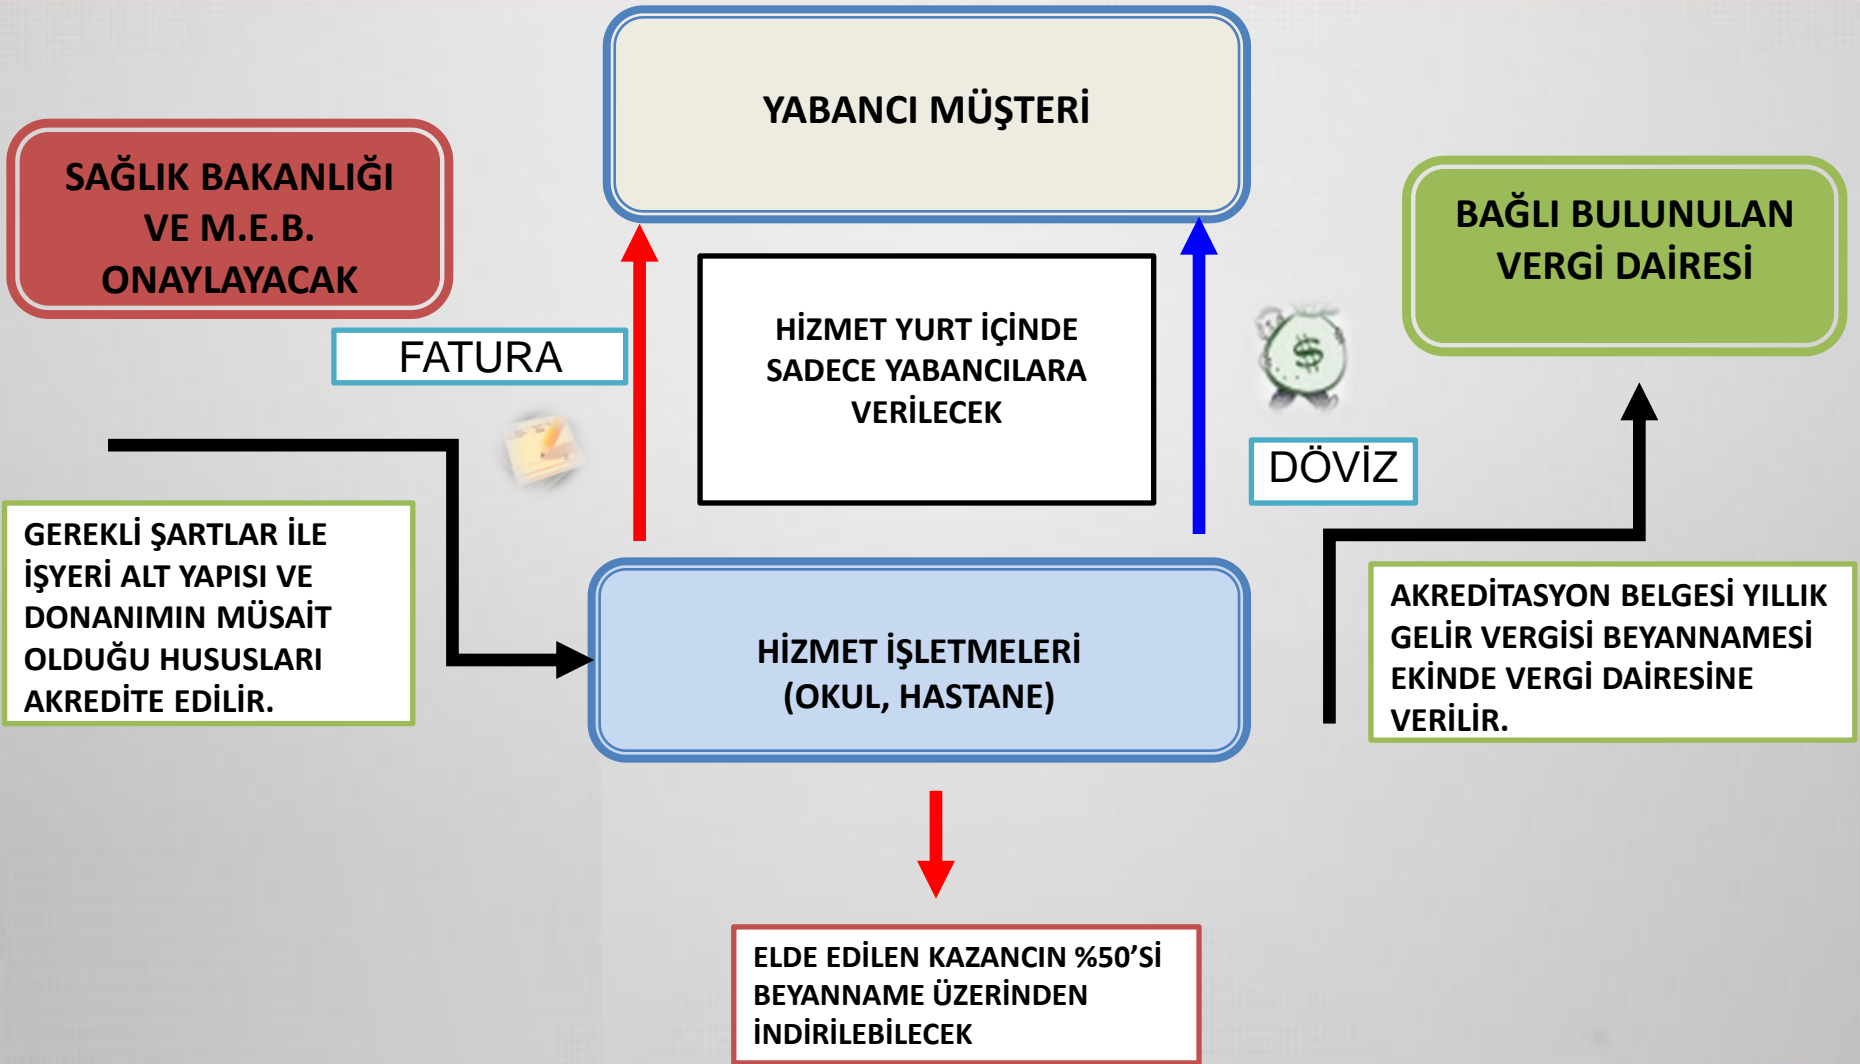 YABANCI MÜŞTERİ
SAĞLIK BAKANLIĞI
VE M.E.B.
ONAYLAYACAK
BAĞLI BULUNULAN
VERGİ DAİRESİ
FATURA
HİZMET YURT İÇİNDE
SADECE YABANCILARA
VERİLECEK
DÖVİZ
GEREKLİ ŞARTLAR İLE
İŞYERİ ALT YAPISI VE
DONANIMIN MÜSAİT
OLDUĞU HUSUSLARI
AKREDİTE EDİLİR.
HİZMET İŞLETMELERİ
(OKUL, HASTANE)
AKREDİTASYON BELGESİ YILLIK
GELİR VERGİSİ BEYANNAMESİ
EKİNDE VERGİ DAİRESİNE
VERİLİR.
ELDE EDİLEN KAZANCIN %50’Sİ
BEYANNAME ÜZERİNDEN
İNDİRİLEBİLECEK